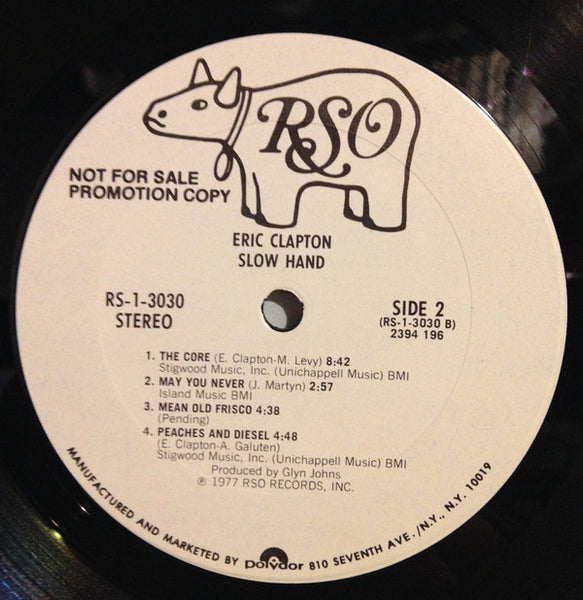 RSO
NOT FOR SALE
PROMOTION COPY
ERIC CLAPTON
SLOW HAND
RS-1-3030
STEREO
SIDE 2
(RS-1-3030 B)
2394 196
1. THE CORE (E. Clapton-M. Levy) 8:42
Stigwood Music, Inc. (Unichappell Music) BMI
2. MAY YOU NEVER (J. Martyn) 2:57
Island Music BMI
3. MEAN OLD FRISCO 4:38
(Pending)
4. PEACHES AND DIESEL 4:48
(E. Clapton-A. Galuten)
Stigwood Music, Inc. (Unichappell Music) BMI
Produced by Glyn Johns
℗ 1977 RSO RECORDS, INC.
MANUFACTURED AND MARKETED BY polydor 810 SEVENTH AVE./N.Y., N.Y. 10019